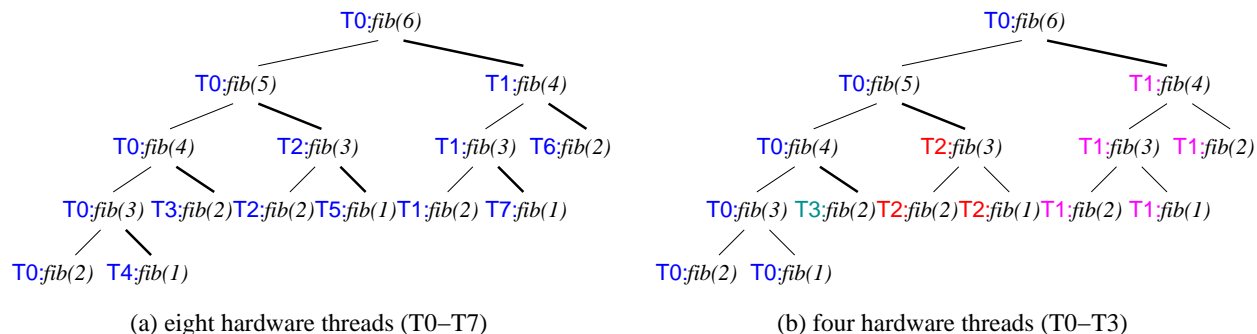 T0:fib(6)
T0:fib(5) T1:fib(4)
T0:fib(4) T2:fib(3) T1:fib(3) T6:fib(2)
T0:fib(3) T3:fib(2) T2:fib(2) T5:fib(1) T1:fib(2) T7:fib(1)
T0:fib(2) T4:fib(1)
(a) eight hardware threads (T0–T7)
T0:fib(6)
T0:fib(5) T1:fib(4)
T0:fib(4) T2:fib(3) T1:fib(3) T1:fib(2)
T0:fib(3) T3:fib(2) T2:fib(2) T2:fib(1) T1:fib(2) T1:fib(1)
T0:fib(2) T0:fib(1)
(b) four hardware threads (T0–T3)